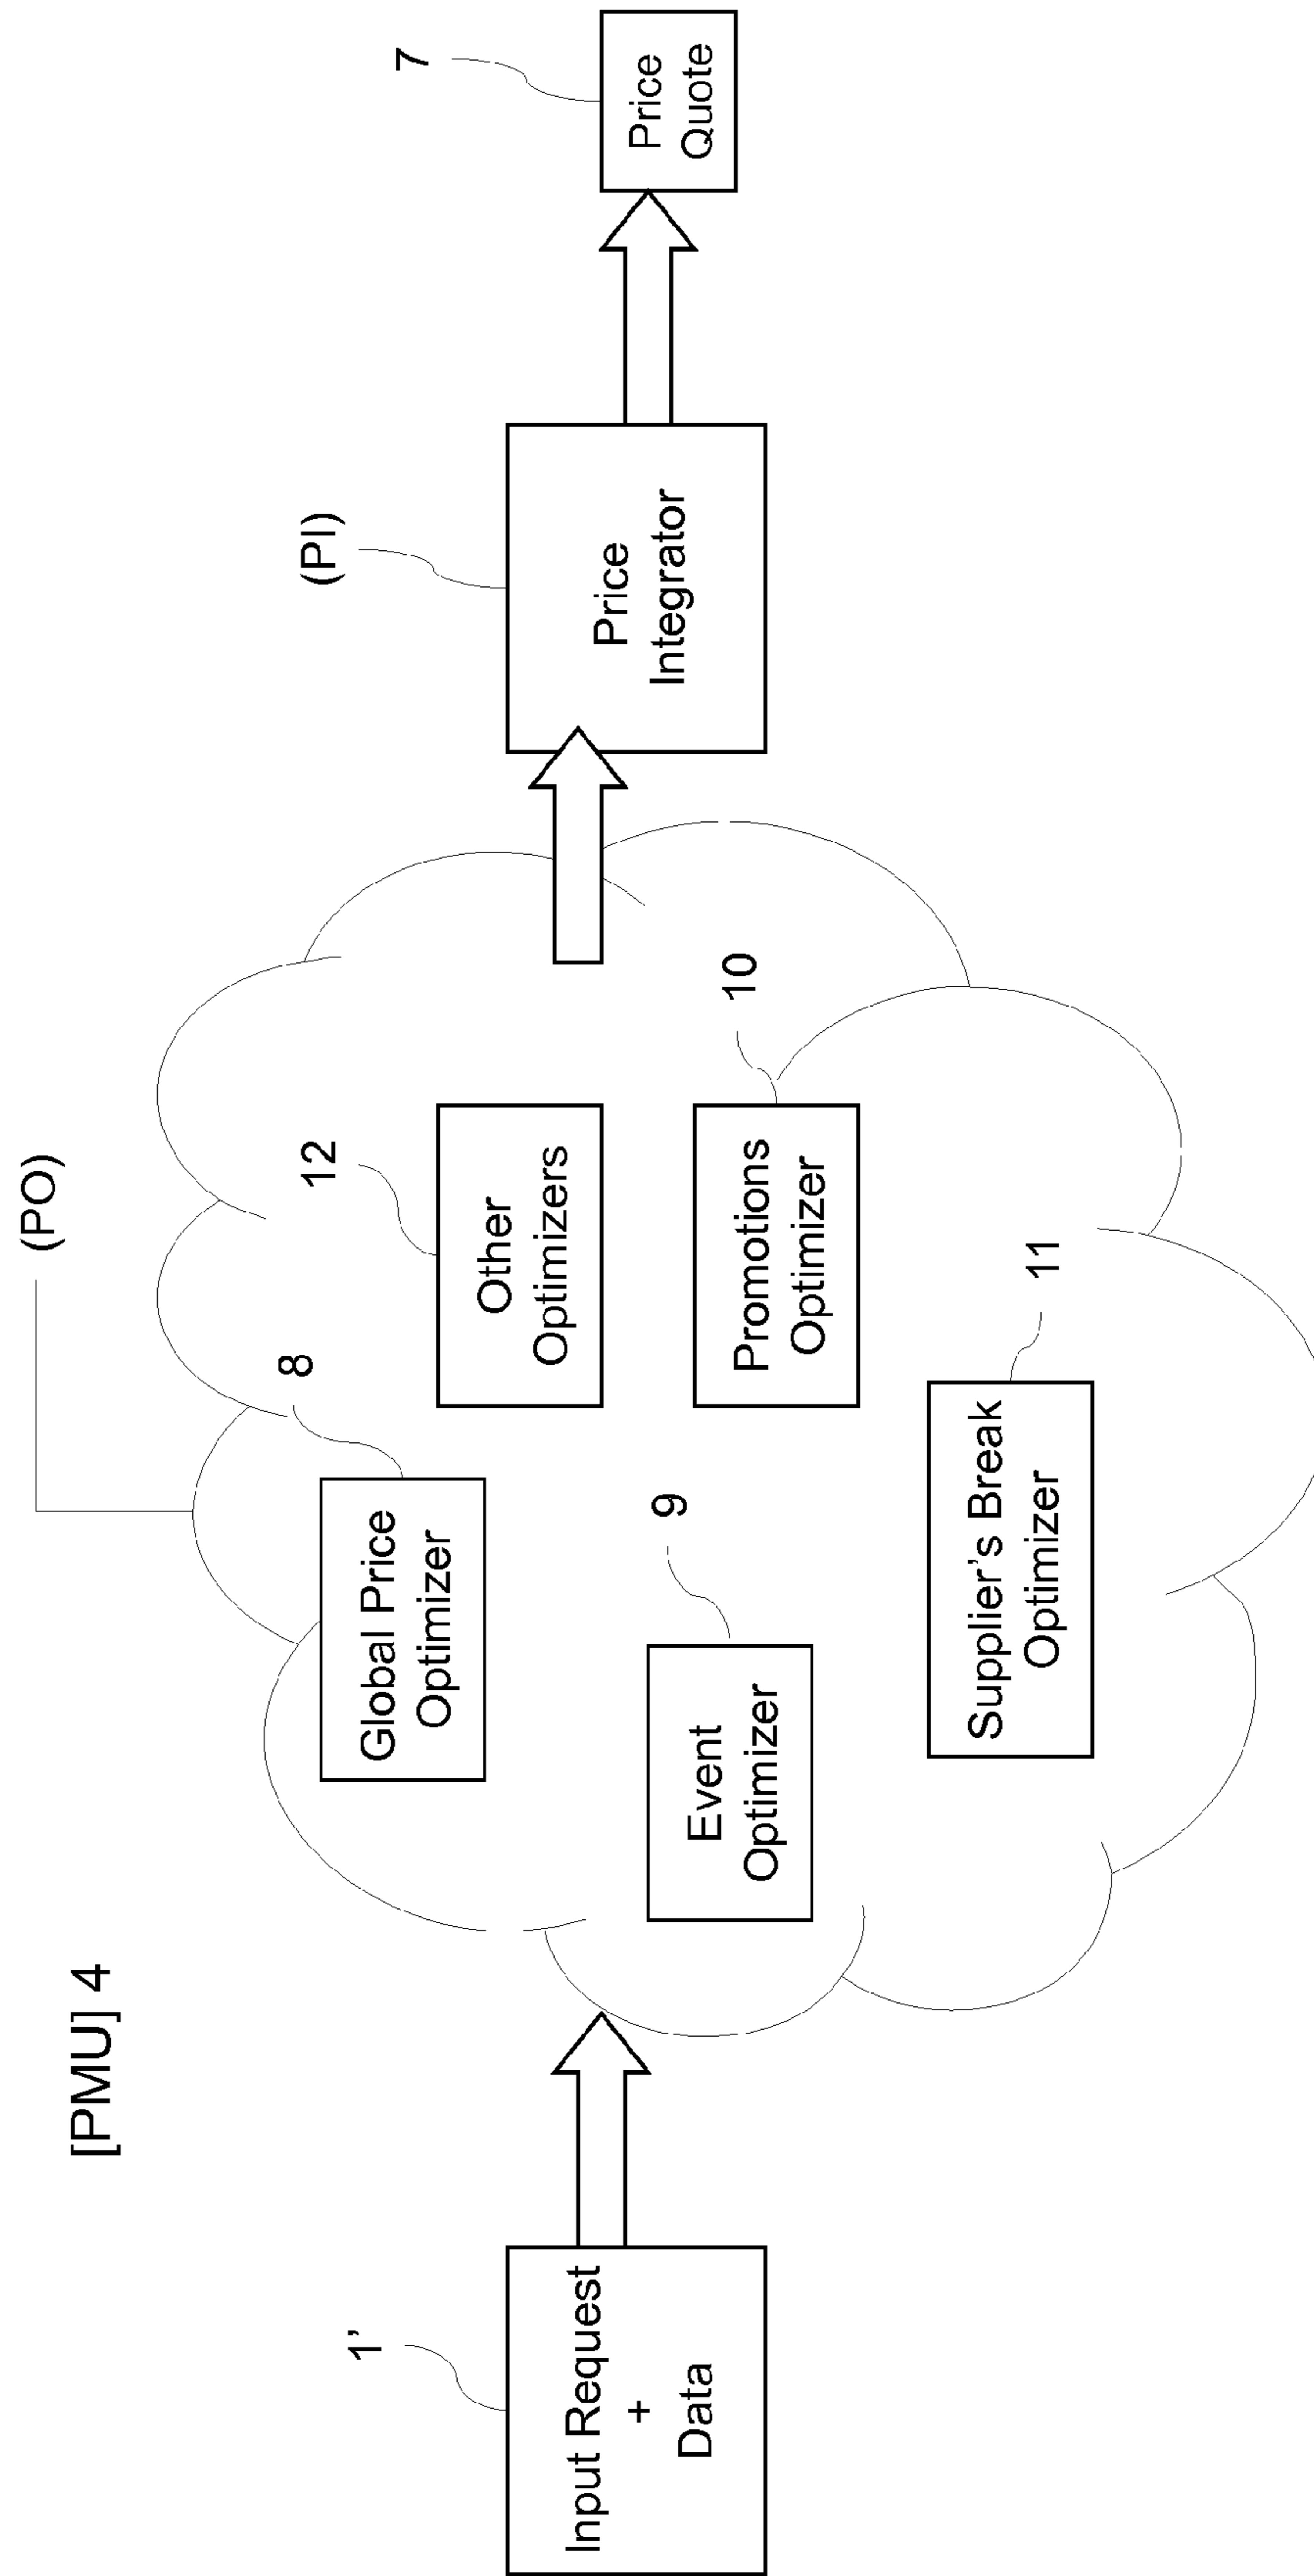 [PMU] 4
(PO)
1’
Input Request
+
Data
8
Global Price
Optimizer
12
Other
Optimizers
9
Event
Optimizer
10
Promotions
Optimizer
11
Supplier’s Break
Optimizer
(PI)
Price
Integrator
7
Price
Quote